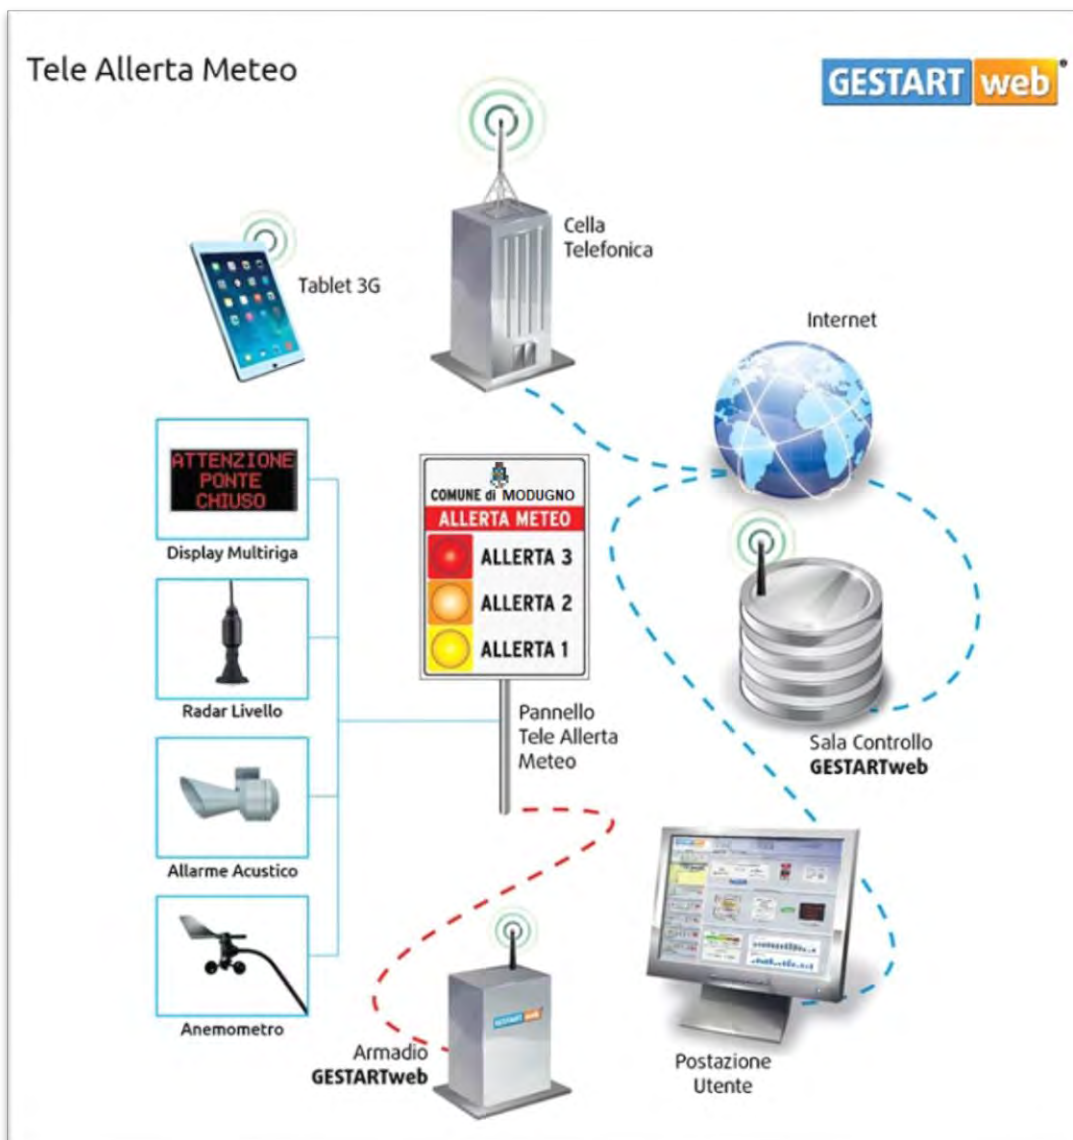 Tele Allerta Meteo
GESTART web®
Cella
Telefonica
Tablet 3G
Internet
ATTENZIONE
PONTE
CHIUSO
Display Multiriga
COMUNE di MODUGNO
ALLERTA METEO
ALLERTA 3
ALLERTA 2
ALLERTA 1
Radar Livello
Pannello
Tele Allerta
Meteo
Sala Controllo
GESTARTweb
Allarme Acustico
Anemometro
GESTART web
Armadio
GESTARTweb
Postazione
Utente